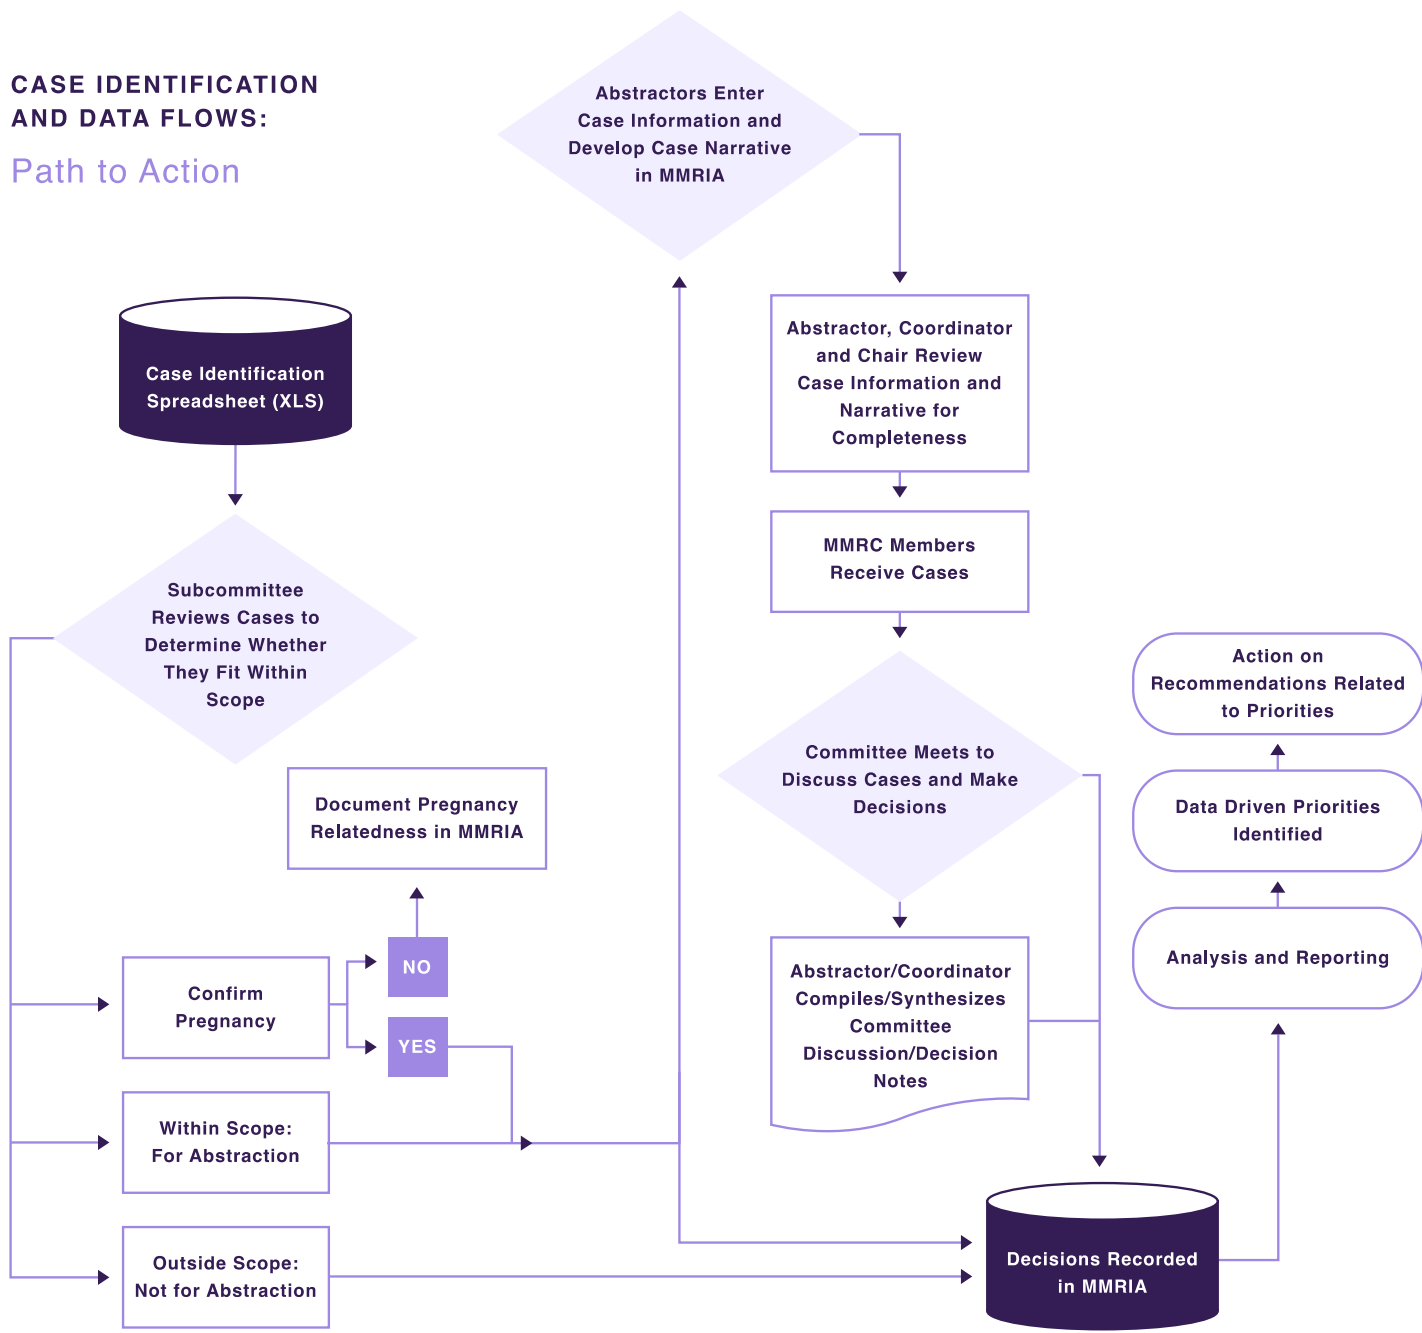 CASE IDENTIFICATION
AND DATA FLOWS:
Path to Action
Case Identification
Spreadsheet (XLS)
Subcommittee
Reviews Cases to
Determine Whether
They Fit Within
Scope
Document Pregnancy
Relatedness in MMRIA
Confirm
Pregnancy
NO
YES
Within Scope:
For Abstraction
Outside Scope:
Not for Abstraction
Abstractors Enter
Case Information and
Develop Case Narrative
in MMRIA
Abstractor, Coordinator
and Chair Review
Case Information and
Narrative for
Completeness
MMRC Members
Receive Cases
Committee Meets to
Discuss Cases and Make
Decisions
Abstractor/Coordinator
Compiles/Synthesizes
Committee
Discussion/Decision
Notes
Decisions Recorded
in MMRIA
Analysis and Reporting
Data Driven Priorities
Identified
Action on
Recommendations Related
to Priorities